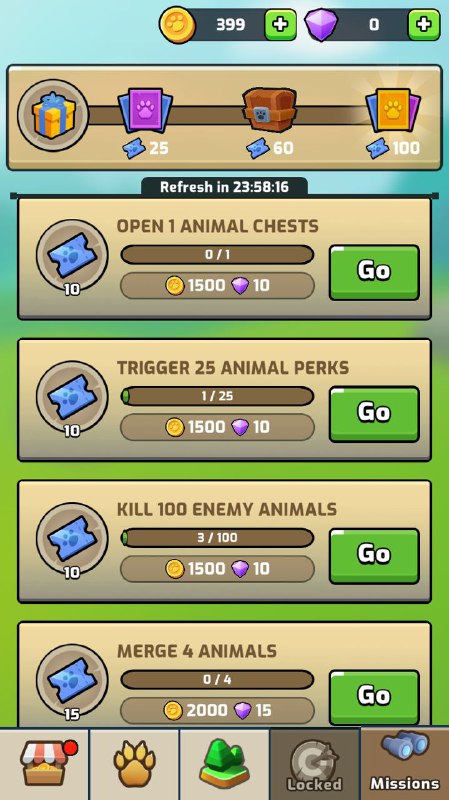 399
0
25
60
100
Refresh in 23:58:16
OPEN 1 ANIMAL CHESTS
0 / 1
10
1500 10
Go
TRIGGER 25 ANIMAL PERKS
1 / 25
10
1500 10
Go
KILL 100 ENEMY ANIMALS
3 / 100
10
1500 10
Go
MERGE 4 ANIMALS
0 / 4
15
2000 15
Go
Locked
Missions